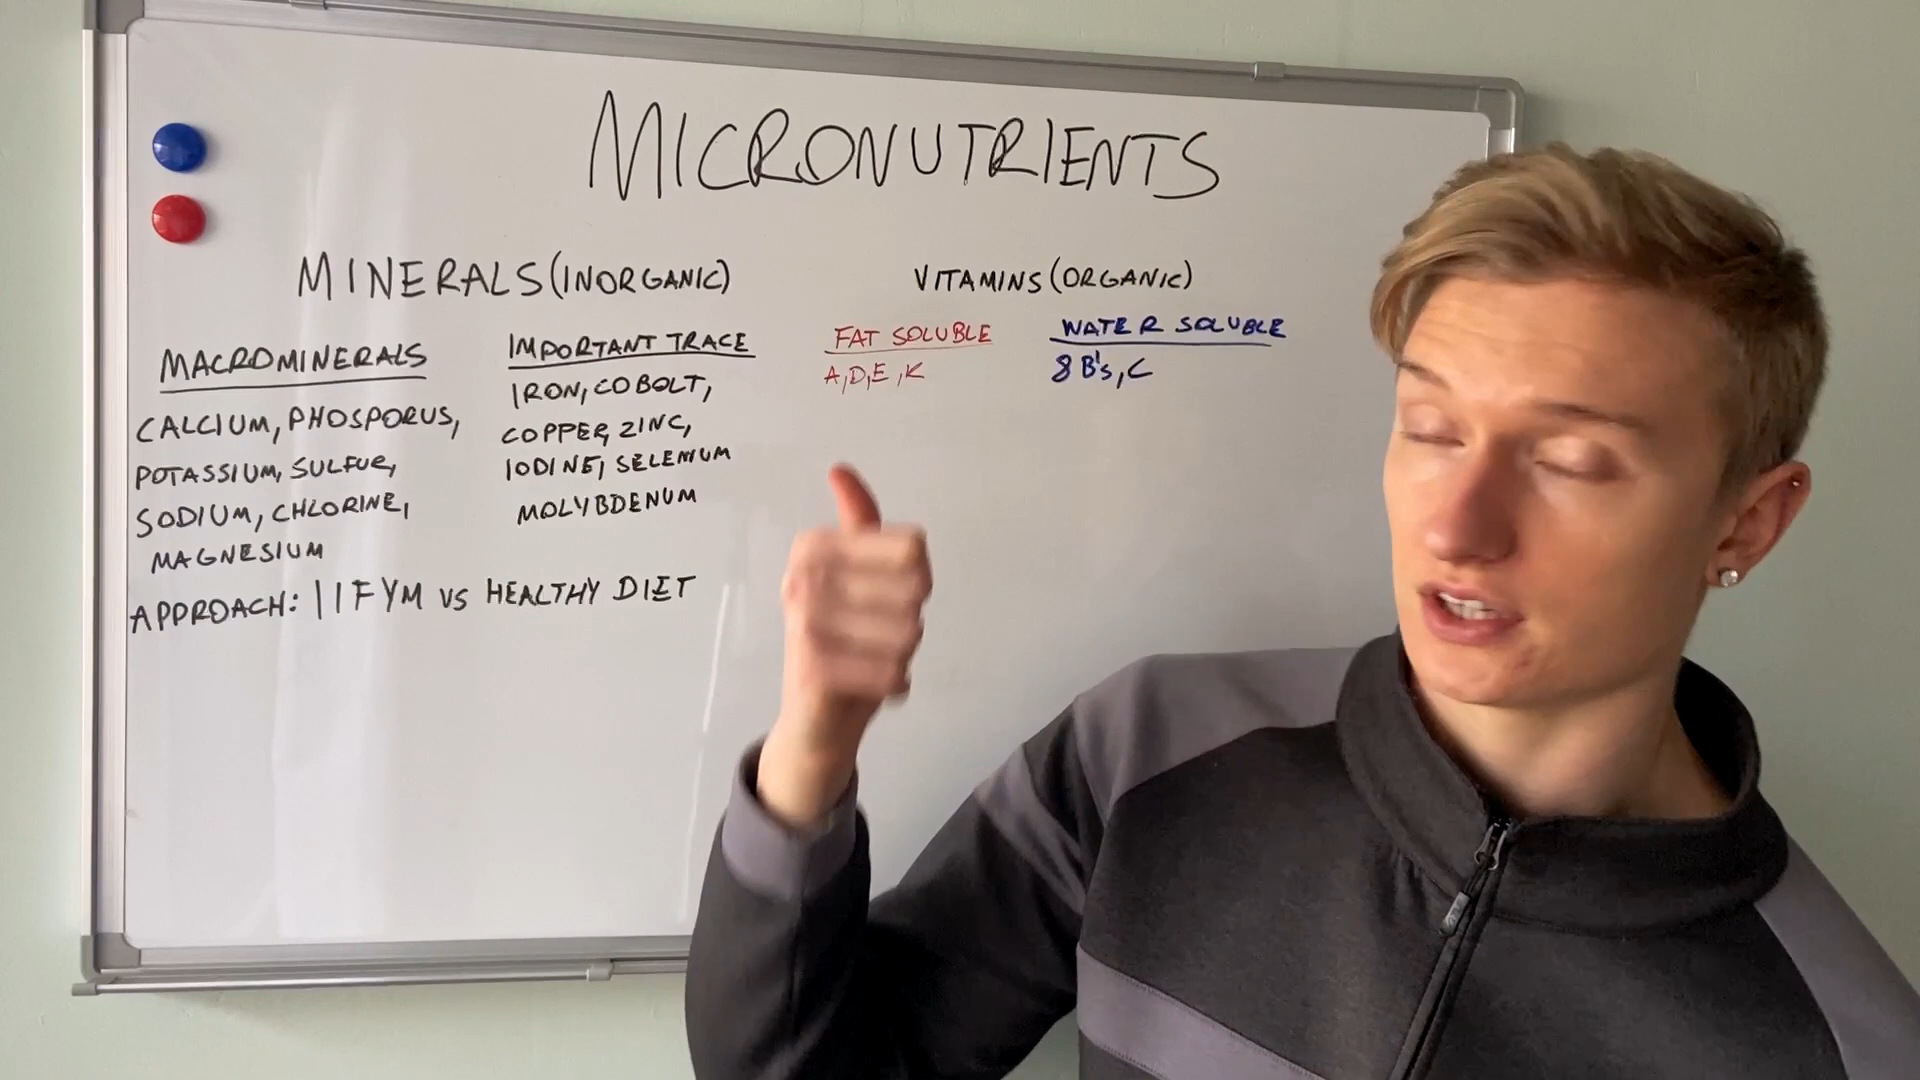 MICRONUTRIENTS
MINERALS(INORGANIC)
MACROMINERALS
CALCIUM, PHOSPORUS,
POTASSIUM, SULFUR,
SODIUM, CHLORINE,
MAGNESIUM
IMPORTANT TRACE
IRON, COBOLT,
COPPER, ZINC,
IODINE, SELENIUM
MOLYBDENUM
APPROACH: IIFYM VS HEALTHY DIET
VITAMINS(ORGANIC)
FAT SOLUBLE
A,D,E,K
WATER SOLUBLE
8 B's, C